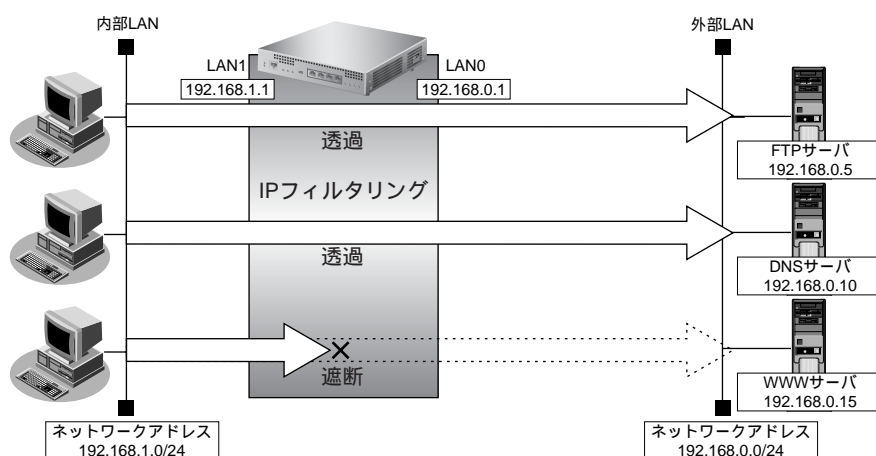 内部LAN
外部LAN
LAN1
LAN0
192.168.1.1
192.168.0.1
透過
FTPサーバ
192.168.0.5
IPフィルタリング
透過
DNSサーバ
192.168.0.10
遮断
WWWサーバ
192.168.0.15
ネットワークアドレス
192.168.1.0/24
ネットワークアドレス
192.168.0.0/24